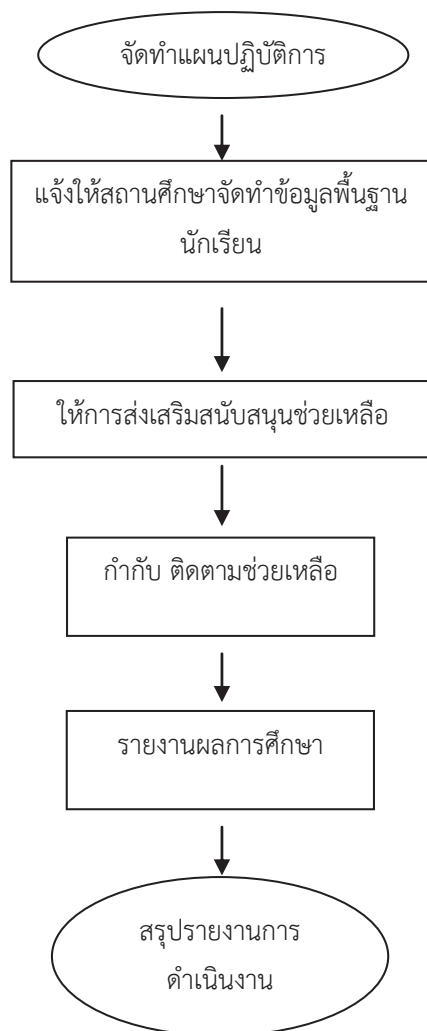 จัดทำแผนปฏิบัติการ
แจ้งให้สถานศึกษาจัดทำข้อมูลพื้นฐาน
นักเรียน
ให้การส่งเสริมสนับสนุนช่วยเหลือ
กำกับ ติดตามช่วยเหลือ
รายงานผลการศึกษา
สรุปรายงานการ
ดำเนินงาน